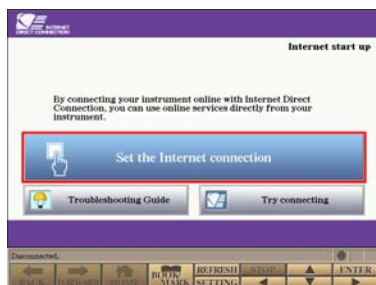 INTERNET
DIRECT CONNECTION
Internet start up
By connecting your instrument online with Internet Direct
Connection, you can use online services directly from your
instrument.
Set the Internet connection
Troubleshooting Guide
Try connecting
Disconnected.
BACK FORWARD HOME BOOK MARK REFRESH STOP ENTER
SETTING